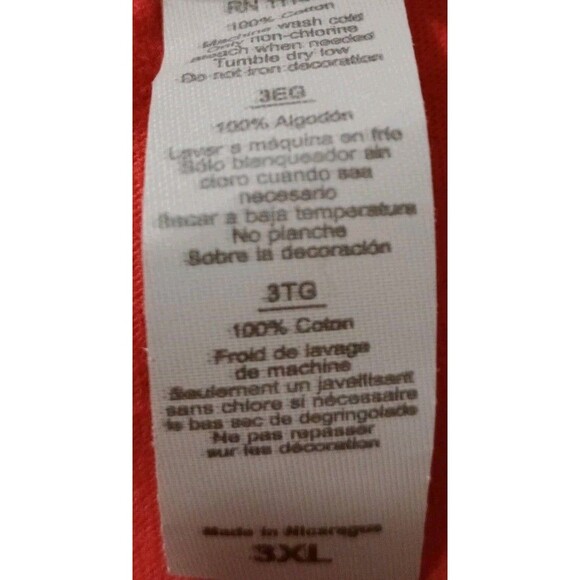 RN
100% Cotton
Machine wash cold
Only non-chlorine
bleach when needed
Tumble dry low
Do not iron decoration
3EG
100% Algodón
Lavar a máquina en frio
Sólo blanqueador sin
cloro cuando sea
necesario
Secar a baja temperatura
No planche
Sobre la decoración
3TG
100% Coton
Froid de lavage
de machine
Seulement un javellisant
sans chlore si nécessaire
le bas sec de degringolade
Ne pas repasser
sur les décoration
Made in Nicaragua
3XL